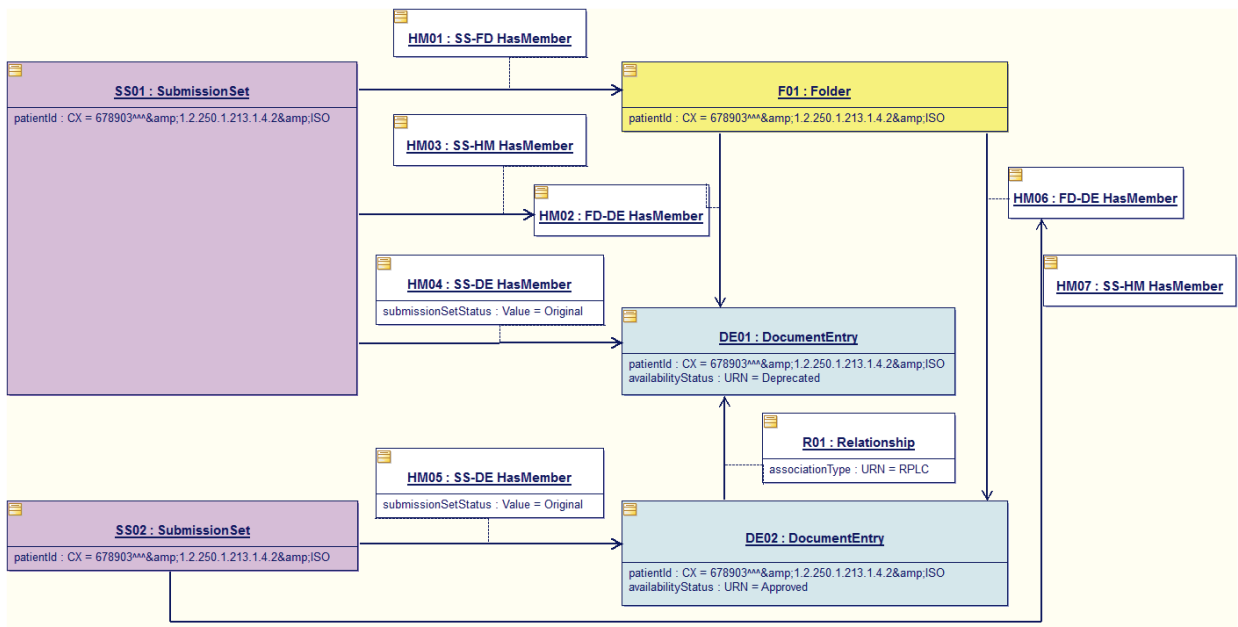 HM01 : SS-FD HasMember
SS01 : SubmissionSet
patientId : CX = 678903^^^&amp;1.2.250.1.213.1.4.2&amp;ISO
F01 : Folder
patientId : CX = 678903^^^&amp;1.2.250.1.213.1.4.2&amp;ISO
HM03 : SS-HM HasMember
HM02 : FD-DE HasMember
HM06 : FD-DE HasMember
HM04 : SS-DE HasMember
submissionSetStatus : Value = Original
HM07 : SS-HM HasMember
DE01 : DocumentEntry
patientId : CX = 678903^^^&amp;1.2.250.1.213.1.4.2&amp;ISO
availabilityStatus : URN = Deprecated
R01 : Relationship
associationType : URN = RPLC
HM05 : SS-DE HasMember
submissionSetStatus : Value = Original
SS02 : SubmissionSet
patientId : CX = 678903^^^&amp;1.2.250.1.213.1.4.2&amp;ISO
DE02 : DocumentEntry
patientId : CX = 678903^^^&amp;1.2.250.1.213.1.4.2&amp;ISO
availabilityStatus : URN = Approved